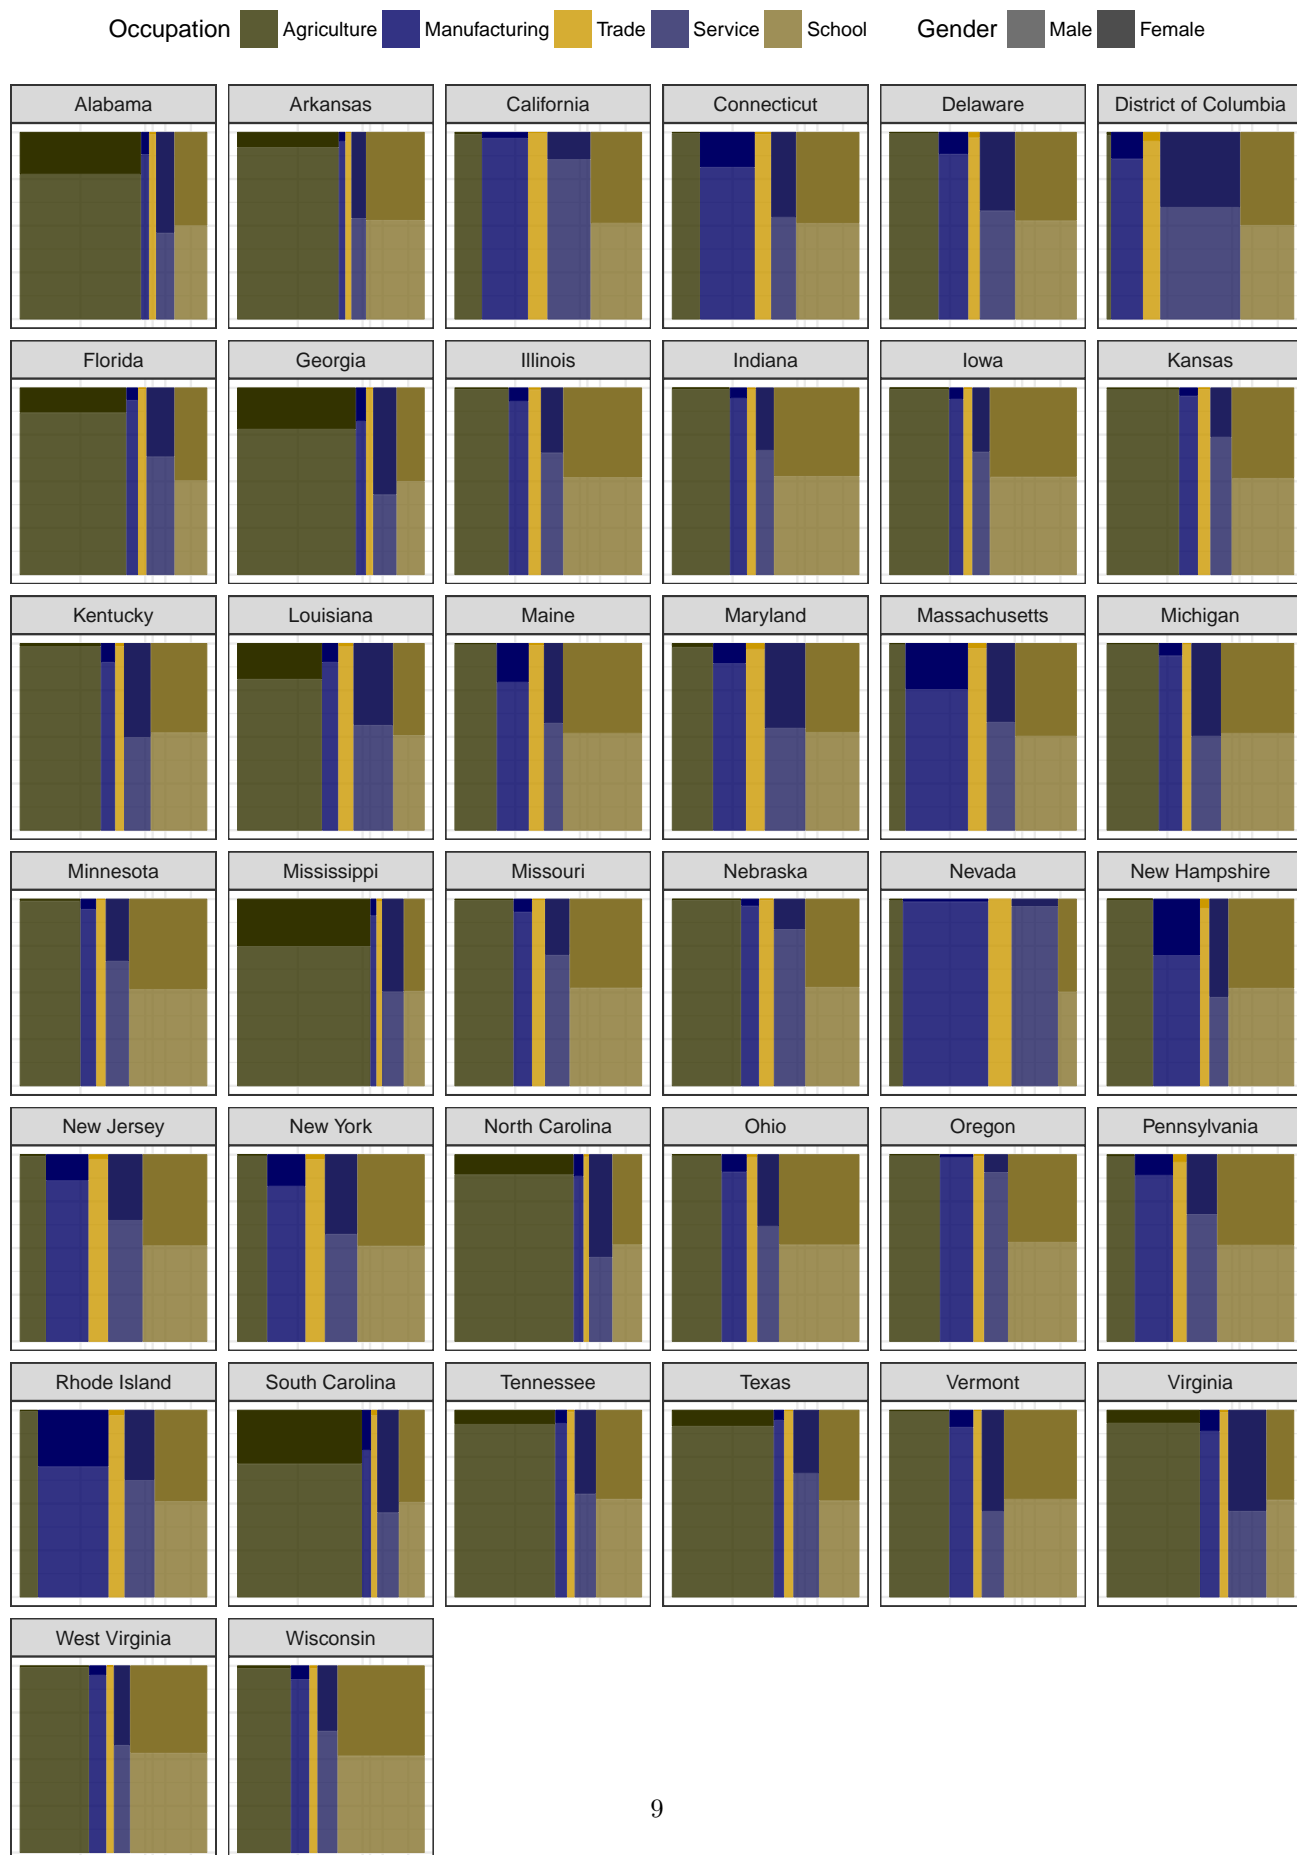 Occupation Agriculture Manufacturing Trade Service School Gender Male Female
Alabama Arkansas California Connecticut Delaware District of Columbia
Florida Georgia Illinois Indiana Iowa Kansas
Kentucky Louisiana Maine Maryland Massachusetts Michigan
Minnesota Mississippi Missouri Nebraska Nevada New Hampshire
New Jersey New York North Carolina Ohio Oregon Pennsylvania
Rhode Island South Carolina Tennessee Texas Vermont Virginia
West Virginia Wisconsin
9